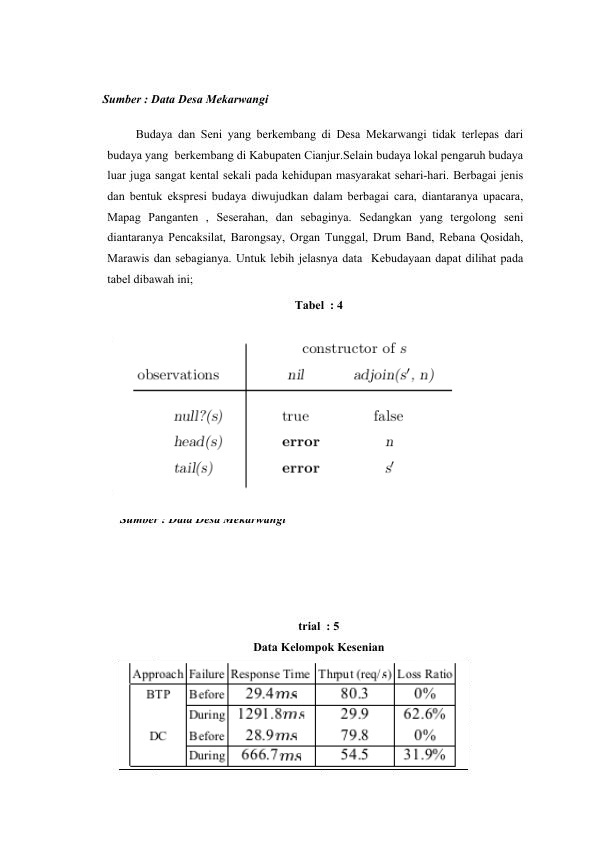 Sumber : Data Desa Mekarwangi
Budaya dan Seni yang berkembang di Desa Mekarwangi tidak terlepas dari
budaya yang berkembang di Kabupaten Cianjur.Selain budaya lokal pengaruh budaya
luar juga sangat kental sekali pada kehidupan masyarakat sehari-hari. Berbagai jenis
dan bentuk ekspresi budaya diwujudkan dalam berbagai cara, diantaranya upacara,
Mapag Panganten , Seserahan, dan sebaginya. Sedangkan yang tergolong seni
diantaranya Pencaksilat, Barongsay, Organ Tunggal, Drum Band, Rebana Qosidah,
Marawis dan sebagianya. Untuk lebih jelasnya data Kebudayaan dapat dilihat pada
tabel dibawah ini;
Tabel : 4
constructor of s
observations nil adjoin(s′, n)
null?(s) true false
head(s) error n
tail(s) error s′
Sumber : Data Desa Mekarwangi
trial : 5
Data Kelompok Kesenian
Approach Failure Response Time Thrput (req/s) Loss Ratio
BTP Before 29.4ms 80.3 0%
During 1291.8ms 29.9 62.6%
DC Before 28.9ms 79.8 0%
During 666.7ms 54.5 31.9%